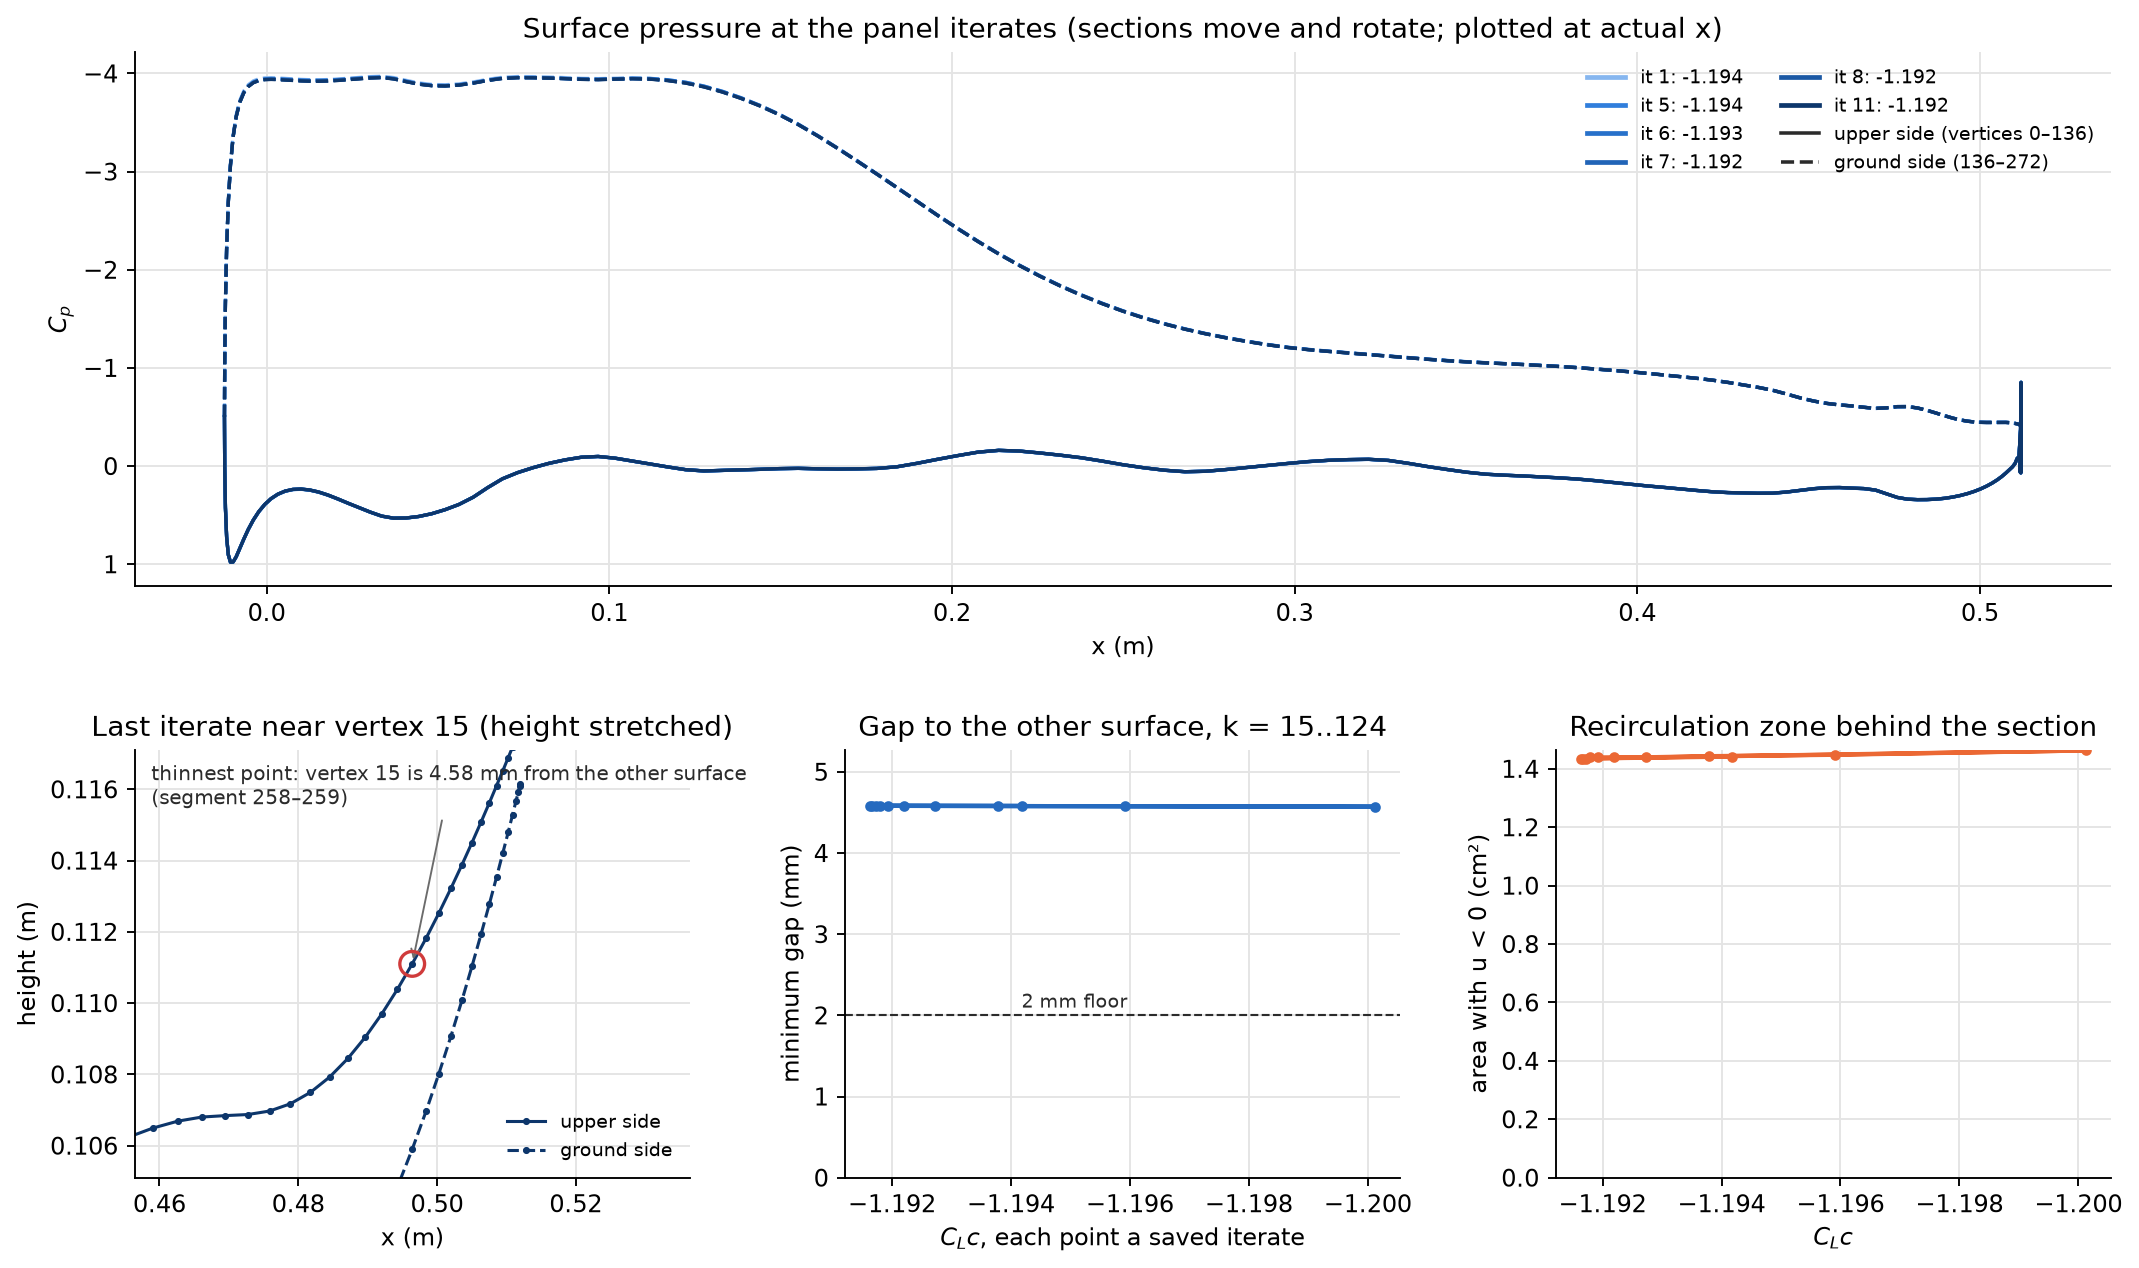 Surface pressure at the panel iterates (sections move and rotate; plotted at actual x)
−4
−3
−2
−1
0
1
Cp
it 1: -1.194
it 5: -1.194
it 6: -1.193
it 7: -1.192
it 8: -1.192
it 11: -1.192
upper side (vertices 0–136)
ground side (136–272)
0.0
0.1
0.2
0.3
0.4
0.5
x (m)
Last iterate near vertex 15 (height stretched)
thinnest point: vertex 15 is 4.58 mm from the other surface
(segment 258–259)
0.116
0.114
0.112
0.110
0.108
0.106
height (m)
upper side
ground side
0.46
0.48
0.50
0.52
x (m)
Gap to the other surface, k = 15..124
5
4
3
2
1
0
minimum gap (mm)
2 mm floor
−1.192
−1.194
−1.196
−1.198
−1.200
CLc, each point a saved iterate
Recirculation zone behind the section
1.4
1.2
1.0
0.8
0.6
0.4
0.2
0.0
area with u < 0 (cm²)
−1.192
−1.194
−1.196
−1.198
−1.200
CLc